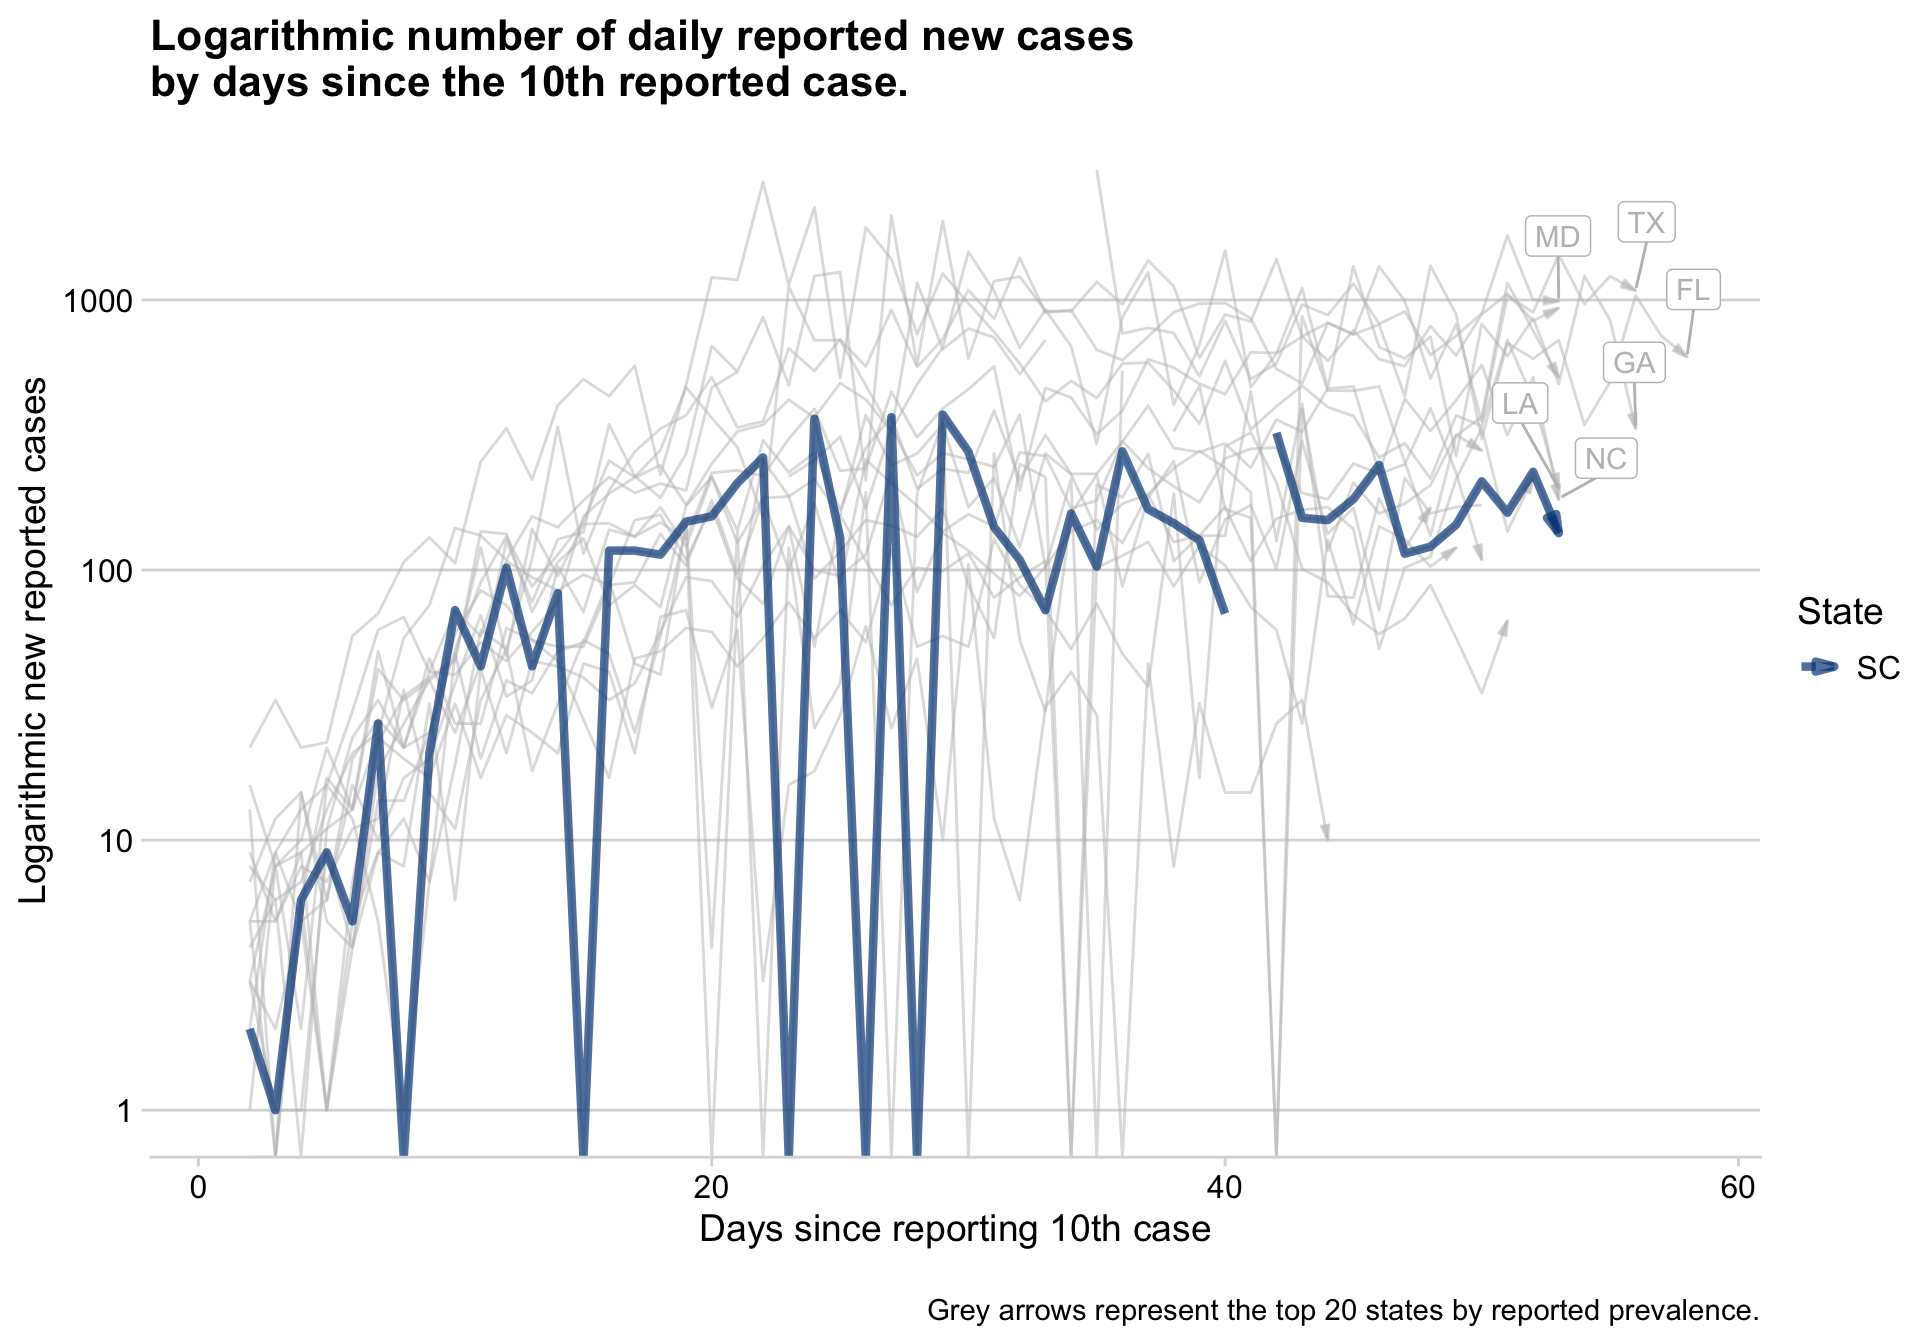 Logarithmic number of daily reported new cases
by days since the 10th reported case.
Logarithmic new reported cases
1000
100
10
1
MD
TX
FL
GA
LA
NC
State
SC
0
20
40
60
Days since reporting 10th case
Grey arrows represent the top 20 states by reported prevalence.